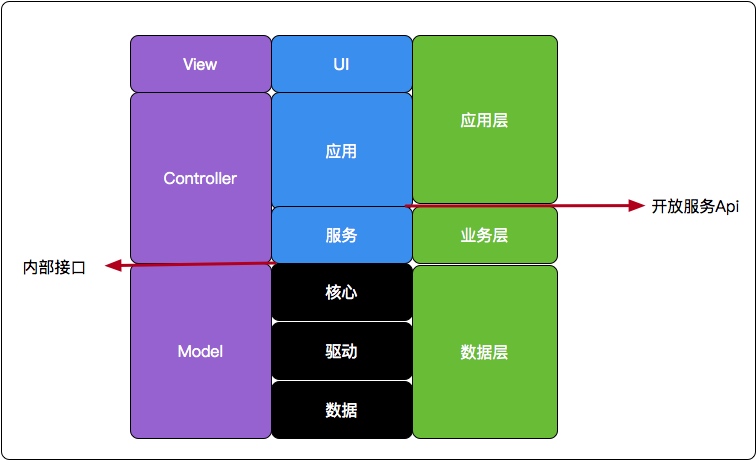 View
UI
应用层
应用
Controller
开放服务Api
服务
业务层
内部接口
核心
Model
驱动
数据层
数据